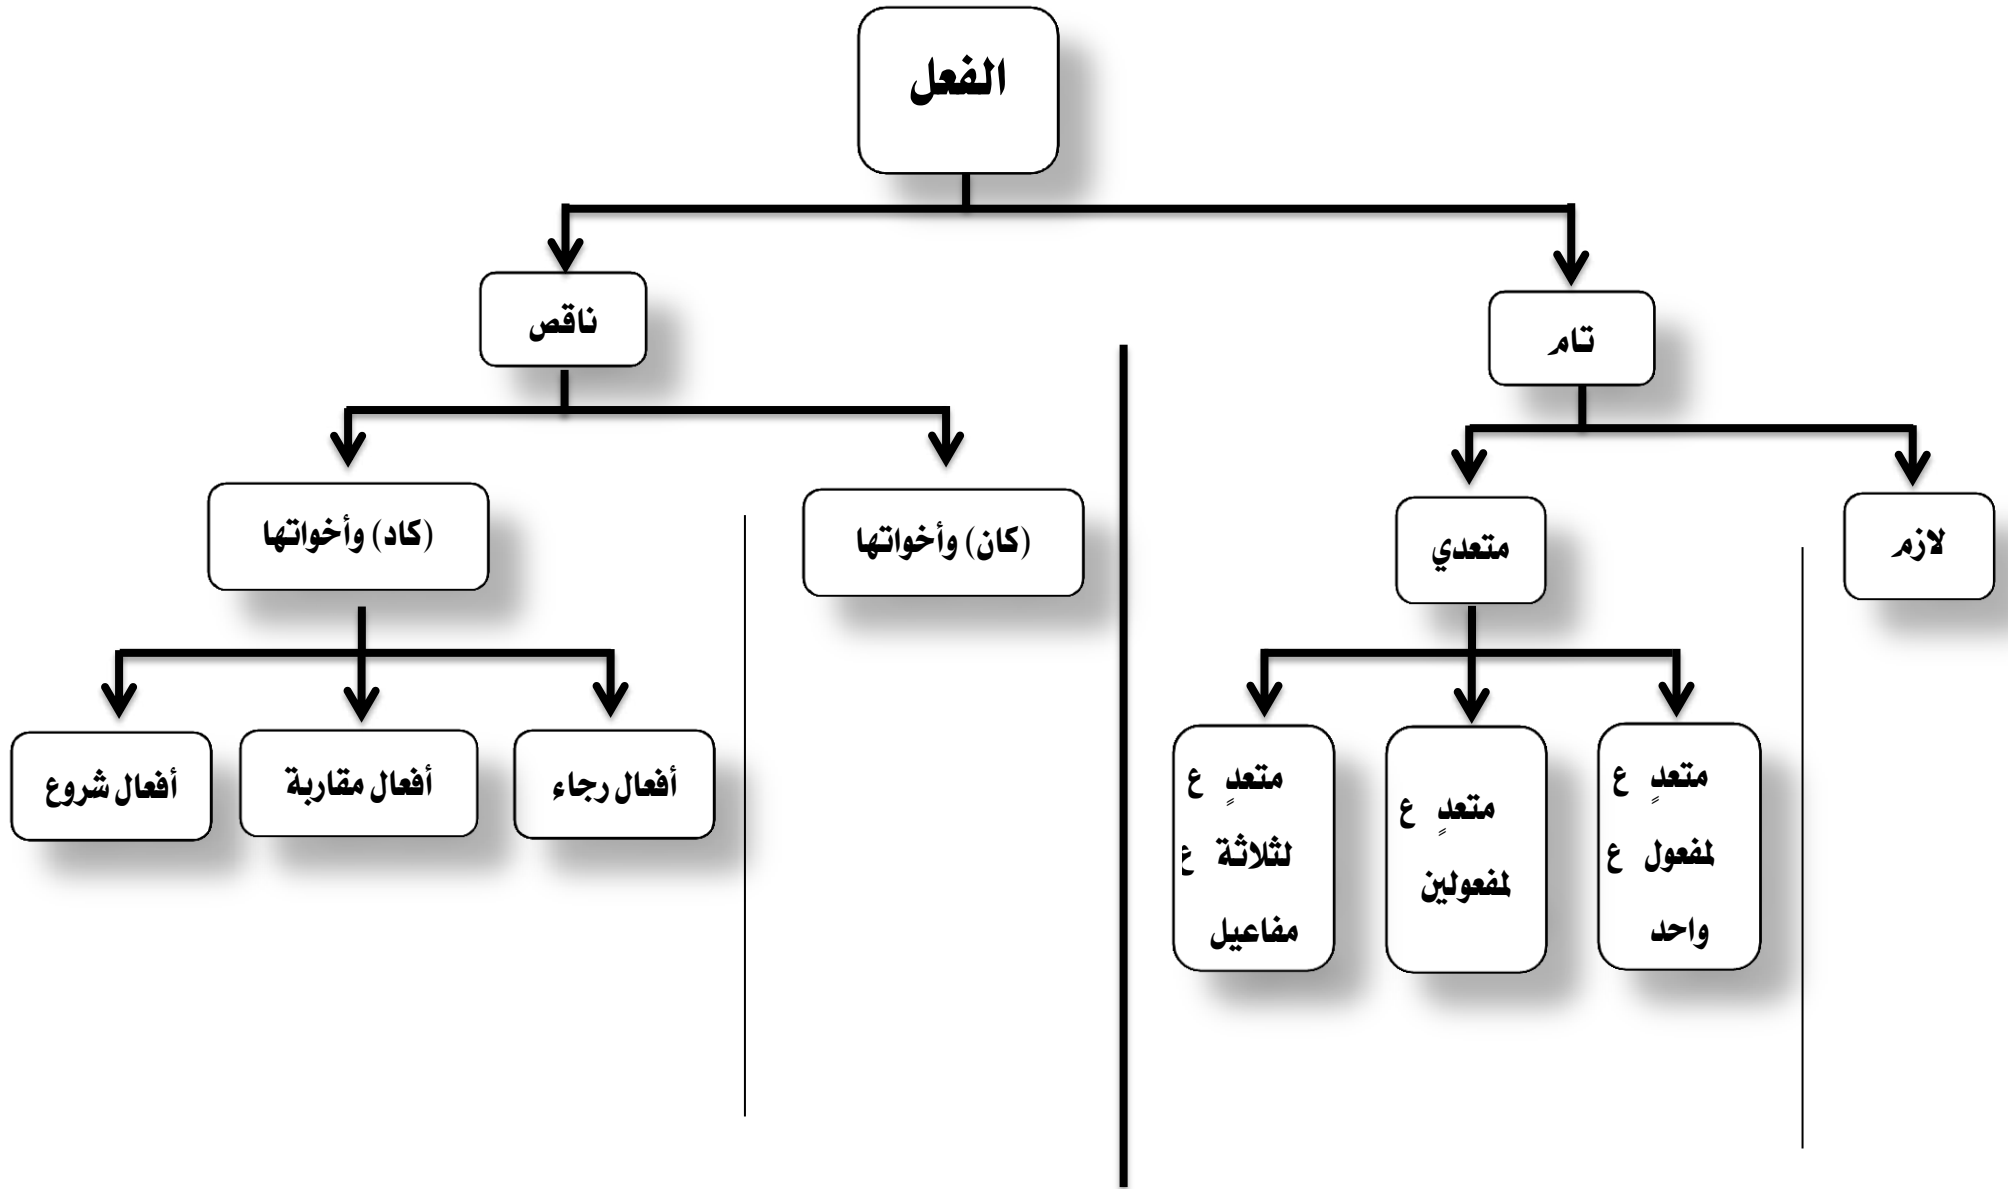 الفعل
تام
ناقص
لازم
متعدي
(كان) وأخواتها
(كاد) وأخواتها
متعدٍ ع
لمفعول ع
واحد
متعدٍ ع
لمفعولين
متعدٍ ع
لثلاثة ع
مفاعيل
أفعال رجاء
أفعال مقاربة
أفعال شروع